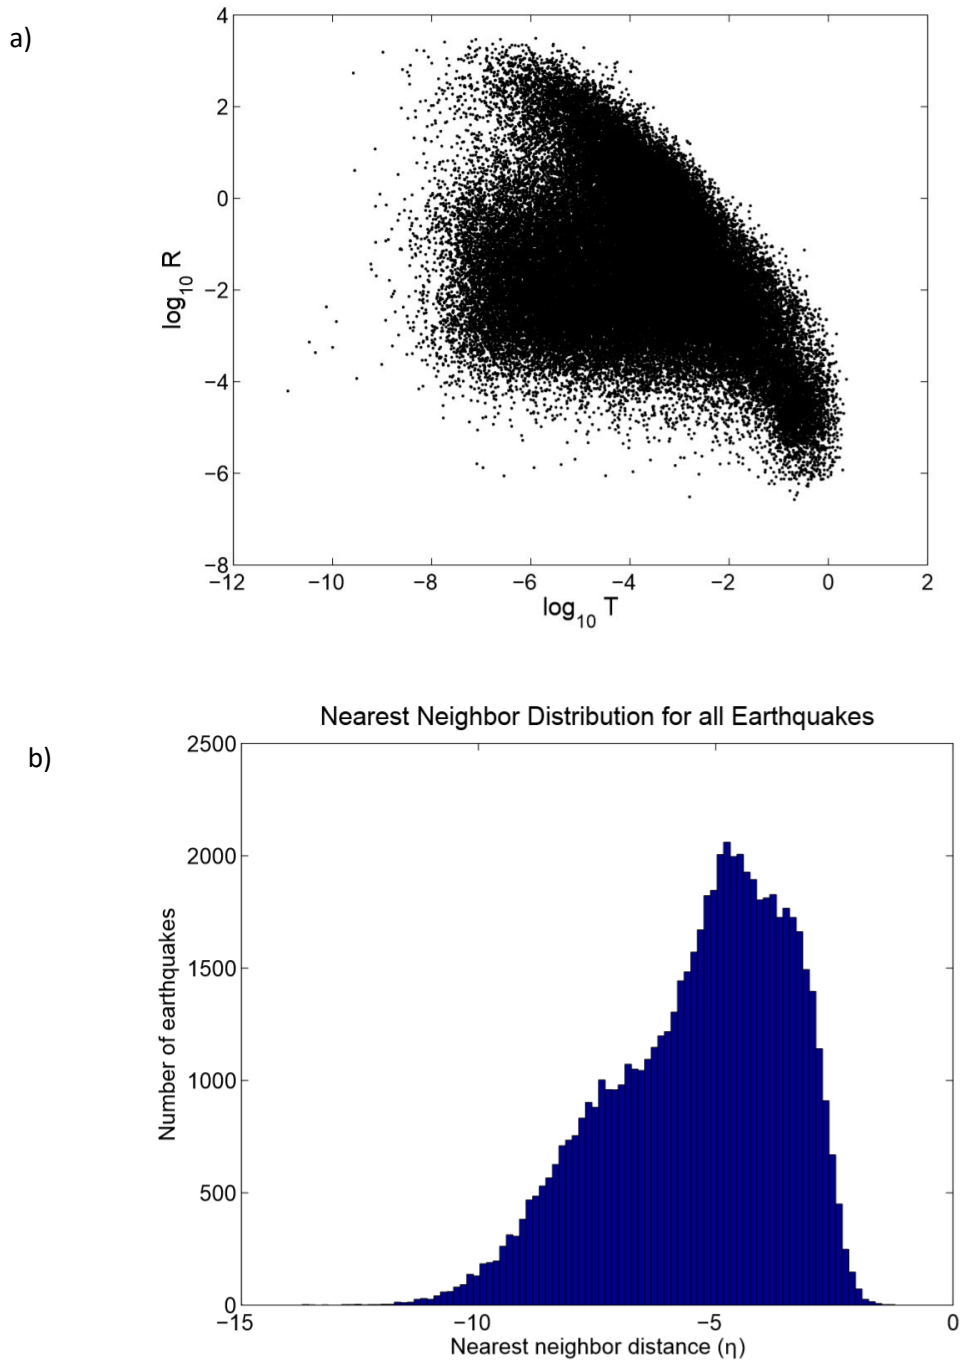 a)
4
2
0
−2
−4
−6
−8
log10 R
−12 −10 −8 −6 −4 −2 0 2
log10 T
Nearest Neighbor Distribution for all Earthquakes
b)
2500
2000
1500
1000
500
0
Number of earthquakes
−15 −10 −5 0
Nearest neighbor distance (η)